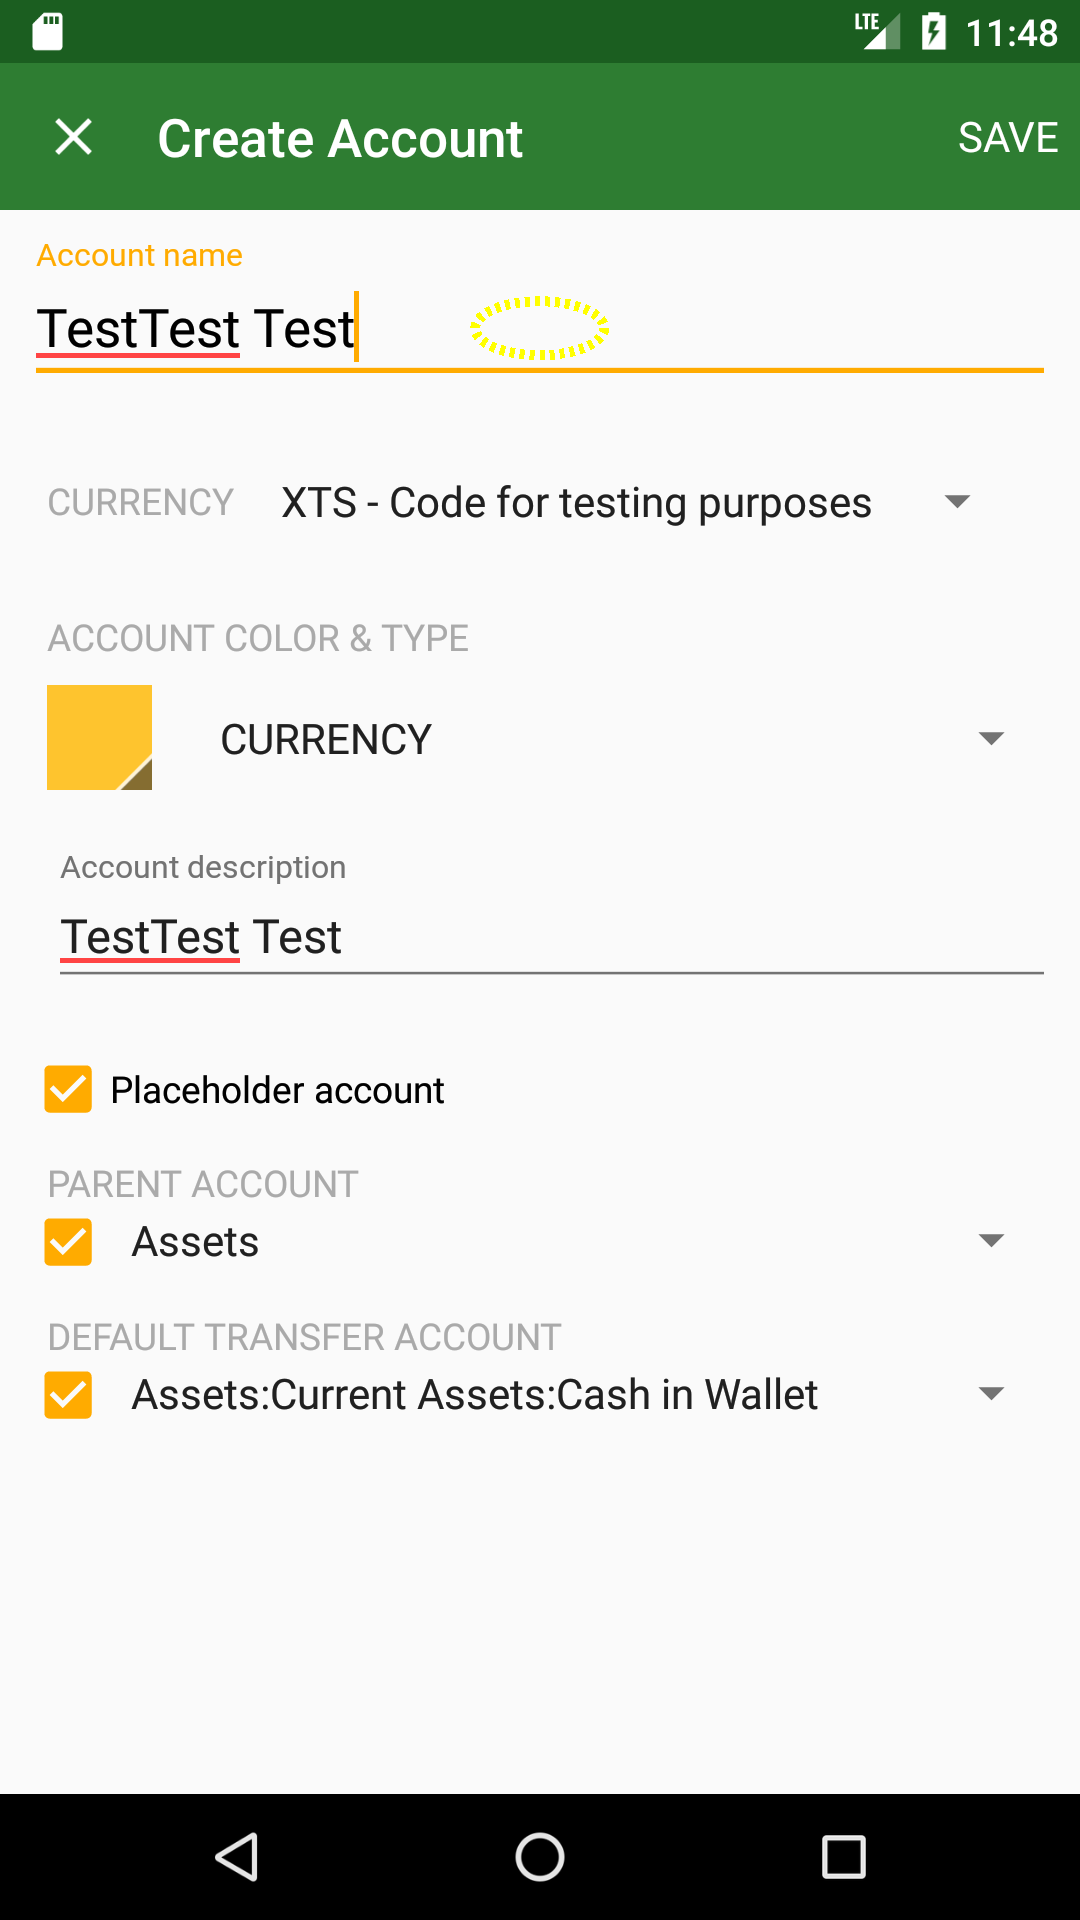 LTE 11:48
Create Account SAVE
Account name
TestTest Test
CURRENCY XTS - Code for testing purposes
ACCOUNT COLOR & TYPE
CURRENCY
Account description
TestTest Test
Placeholder account
PARENT ACCOUNT
Assets
DEFAULT TRANSFER ACCOUNT
Assets:Current Assets:Cash in Wallet